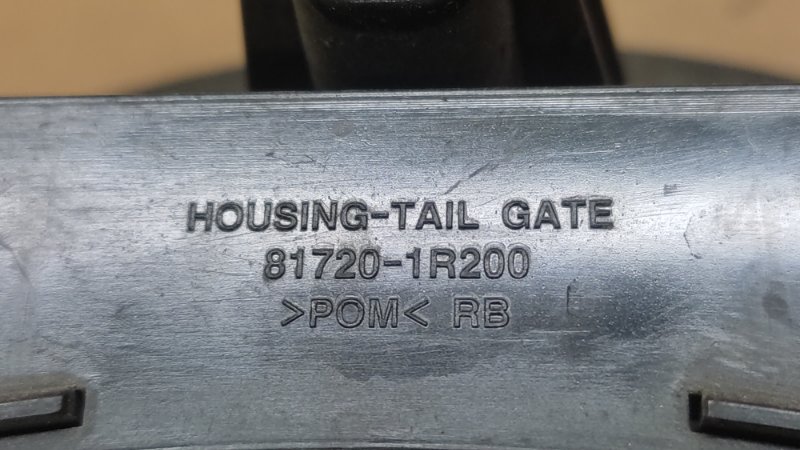 HOUSING-TAIL GATE
81720-1R200
>POM< RB